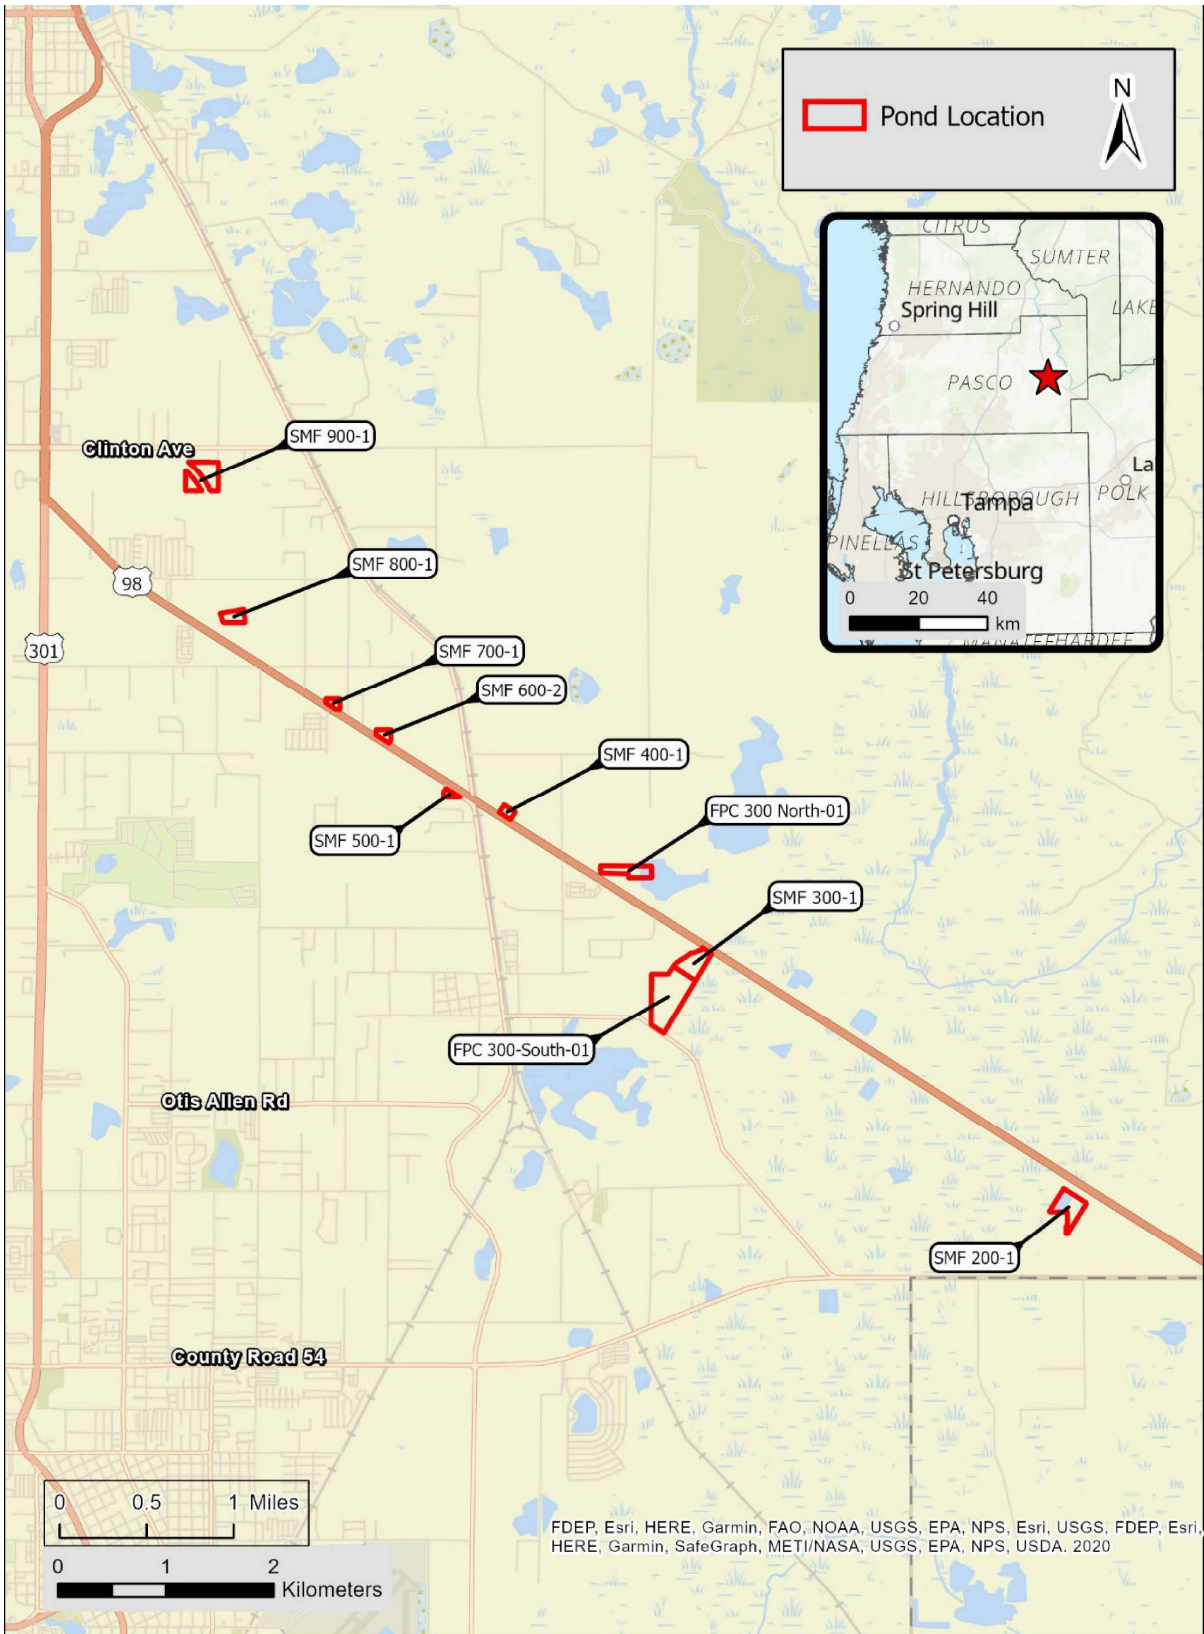 N
Pond Location
CITRUS
SUMTER
HERNANDO
LAKE
Spring Hill
PASCO
La
HILLSBOROUGH
POLK
Tampa
PINELLAS
St Petersburg
0 20 40
km
MANATEE
HARDEE
Clinton Ave
SMF 900-1
98
SMF 800-1
301
SMF 700-1
SMF 600-2
SMF 400-1
SMF 500-1
FPC 300 North-01
SMF 300-1
FPC 300-South-01
Otis Allen Rd
SMF 200-1
County Road 54
0 0.5 1 Miles
0 1 2
Kilometers
FDEP, Esri, HERE, Garmin, FAO, NOAA, USGS, EPA, NPS, Esri, USGS, FDEP, Esri,
HERE, Garmin, SafeGraph, METI/NASA, USGS, EPA, NPS, USDA. 2020